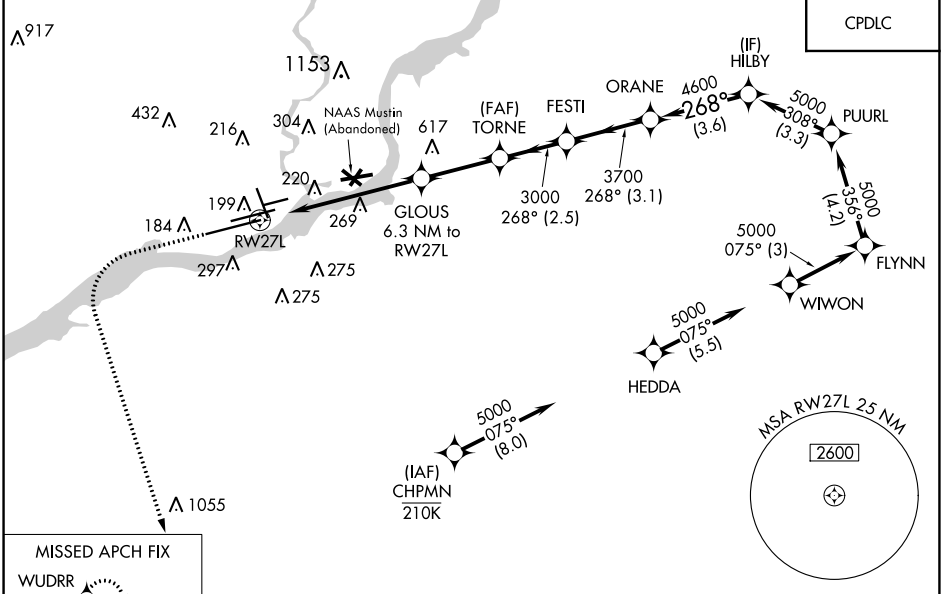 917
CPDLC
1153
(IF)
HILBY
ORANE
4600
268°
(3.6)
5000
308°
(3.3)
PUURL
432
216
304
NAAS Mustin
(Abandoned)
617
(FAF)
TORNE
FESTI
3700
268° (3.1)
3000
268° (2.5)
220
199
269
GLOUS
6.3 NM to
RW27L
5000
356°
(4.2)
184
RW27L
5000
075° (3)
FLYNN
297
275
275
WIWON
5000
075°
(5.5)
HEDDA
5000
075°
(8.0)
(IAF)
CHPMN
210K
MSA RW27L 25 NM
2600
1055
MISSED APCH FIX
WUDRR